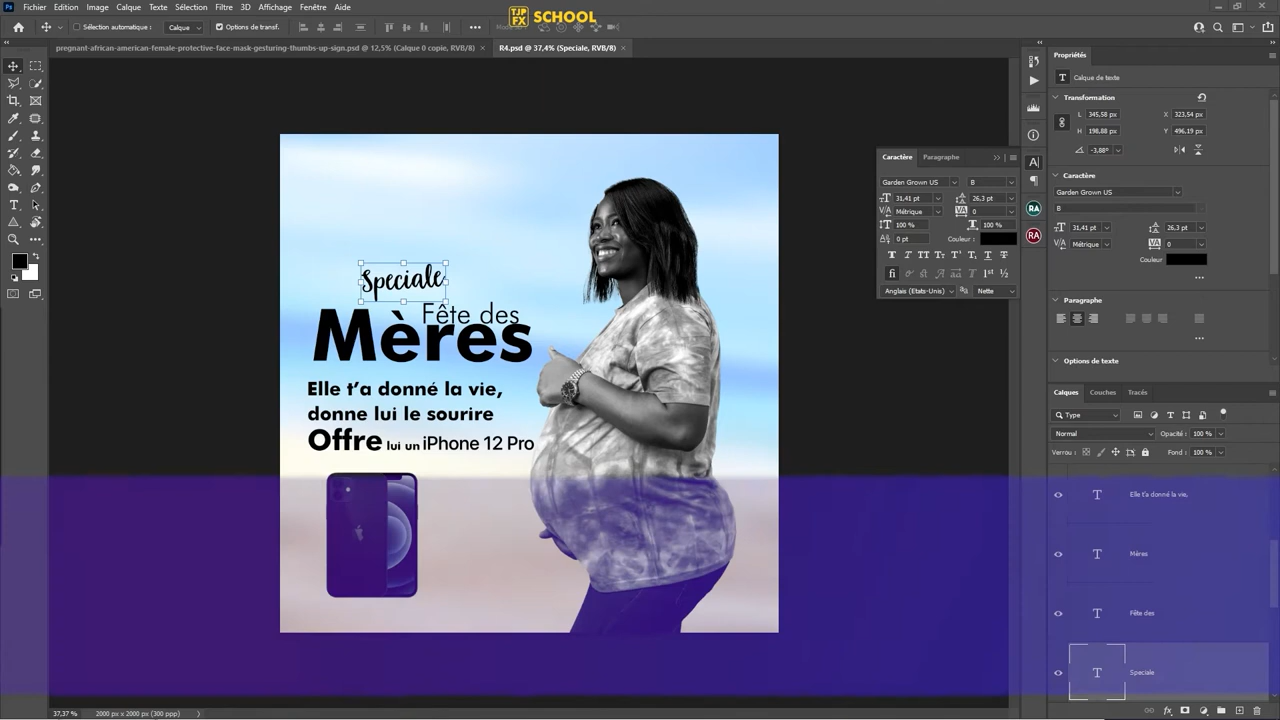 Fichier Edition Image Calque Texte Sélection Filtre 3D Affichage Fenêtre Aide
TJP FX SCHOOL
Sélection automatique : Calque Options de transf.
pregnant-african-american-female-protective-face-mask-gesturing-thumbs-up-sign.psd @ 12,5% (Calque 0 copie, RVB/8)
R4.psd @ 37,4% (Speciale, RVB/8)
Propriétés
Calque de texte
Transformation
L 345,58 px X 323,54 px
H 198,88 px Y 496,19 px
-3,88°
Caractère
Garden Grown US
B
31,41 pt 26,3 pt
Métrique 0
Couleur
Paragraphe
Options de texte
Caractère Paragraphe
Garden Grown US B
31,41 pt 26,3 pt
Métrique 0
100 % 100 %
0 pt Couleur :
Anglais (Etats-Unis) Nette
Speciale
Fête des
Mères
Elle t’a donné la vie,
donne lui le sourire
Offre lui un iPhone 12 Pro
Calques Couches Tracés
Type
Normal Opacité : 100 %
Verrou : Fond : 100 %
Elle t’a donné la vie,
Mères
Fête des
Speciale
37,37 % 2000 px x 2000 px (300 ppp)